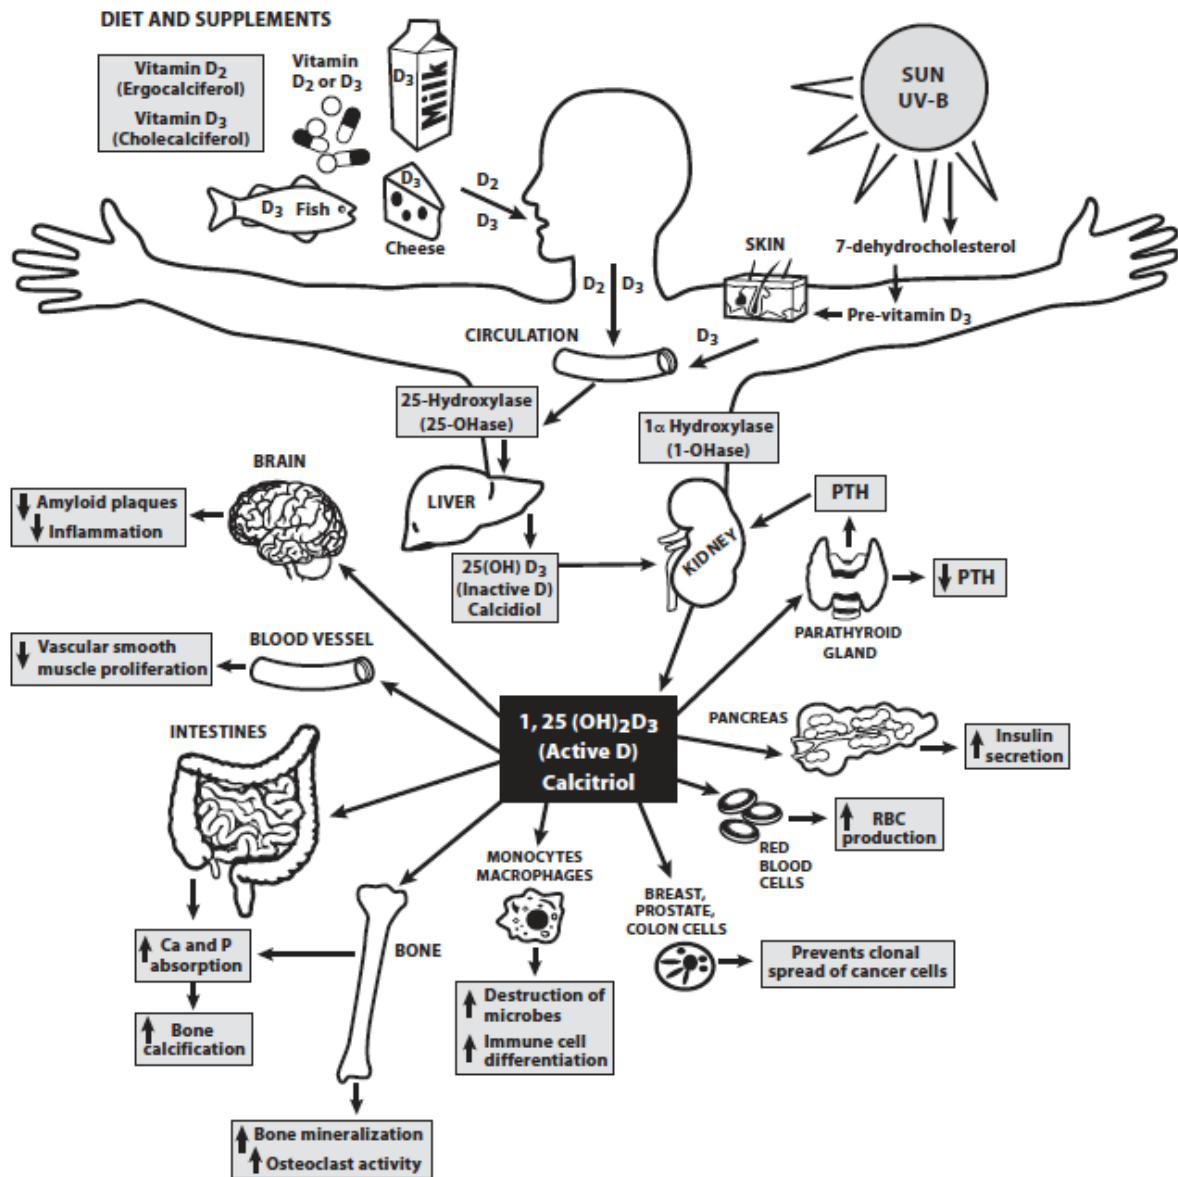 DIET AND SUPPLEMENTS
Vitamin D2
(Ergocalciferol)
Vitamin D3
(Cholecalciferol)
Vitamin
D2 or D3
D3
Milk
SUN
UV-B
D3 Fish
D3
Cheese
D2
D3
7-dehydrocholesterol
SKIN
Pre-vitamin D3
D2
D3
D3
CIRCULATION
25-Hydroxylase
(25-OHase)
1α Hydroxylase
(1-OHase)
BRAIN
Amyloid plaques
Inflammation
LIVER
KIDNEY
PTH
25(OH) D3
(Inactive D)
Calcidiol
PTH
PARATHYROID
GLAND
BLOOD VESSEL
Vascular smooth
muscle proliferation
1, 25 (OH)2D3
(Active D)
Calcitriol
PANCREAS
Insulin
secretion
INTESTINES
RED
BLOOD
CELLS
RBC
production
MONOCYTES
MACROPHAGES
BREAST,
PROSTATE,
COLON CELLS
Prevents clonal
spread of cancer cells
Ca and P
absorption
BONE
Bone
calcification
Destruction of
microbes
Immune cell
differentiation
Bone mineralization
Osteoclast activity